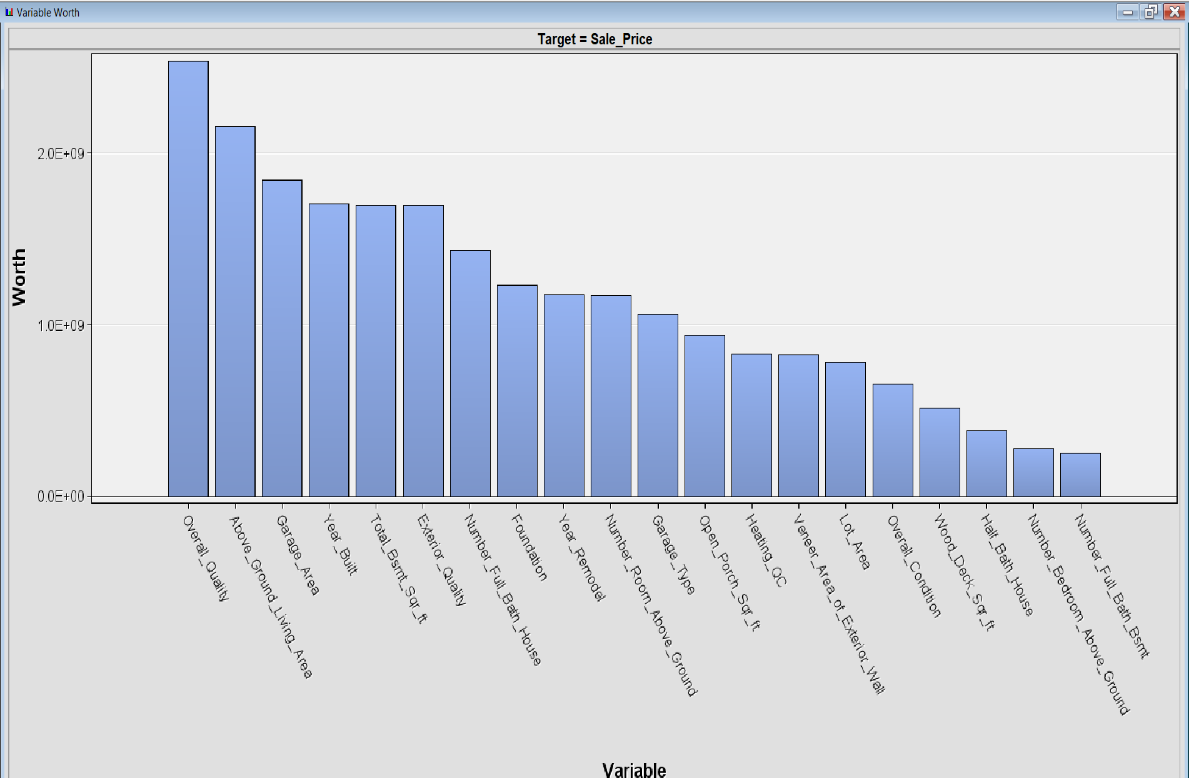 Variable Worth
Target = Sale_Price
Worth
2.0E+09
1.0E+09
0.0E+00
Overall_Quality
Above_Ground_Living_Area
Garage_Area
Year_Built
Total_Bsmt_Sqr_ft
Exterior_Quality
Number_Full_Bath_House
Foundation
Year_Remodel
Number_Room_Above_Ground
Garage_Type
Open_Porch_Sqr_ft
Heating_QC
Veneer_Area_of_Exterior_Wall
Lot_Area
Overall_Condition
Wood_Deck_Sqr_ft
Half_Bath_House
Number_Bedroom_Above_Ground
Number_Full_Bath_Bsmt
Variable